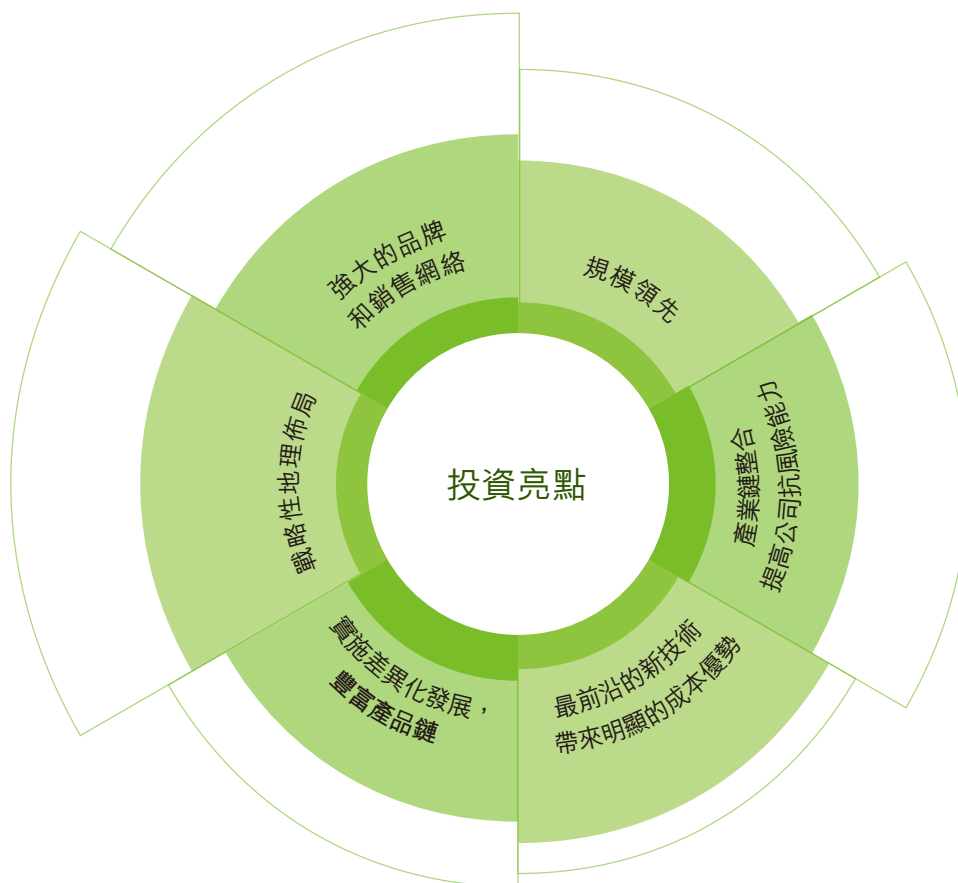 投資亮點
規模領先
產業鏈整合
提高公司抗風險能力
最前沿的新技術
帶來明顯的成本優勢
實施差異化發展，
豐富產品鏈
戰略性地理佈局
強大的品牌
和銷售網絡